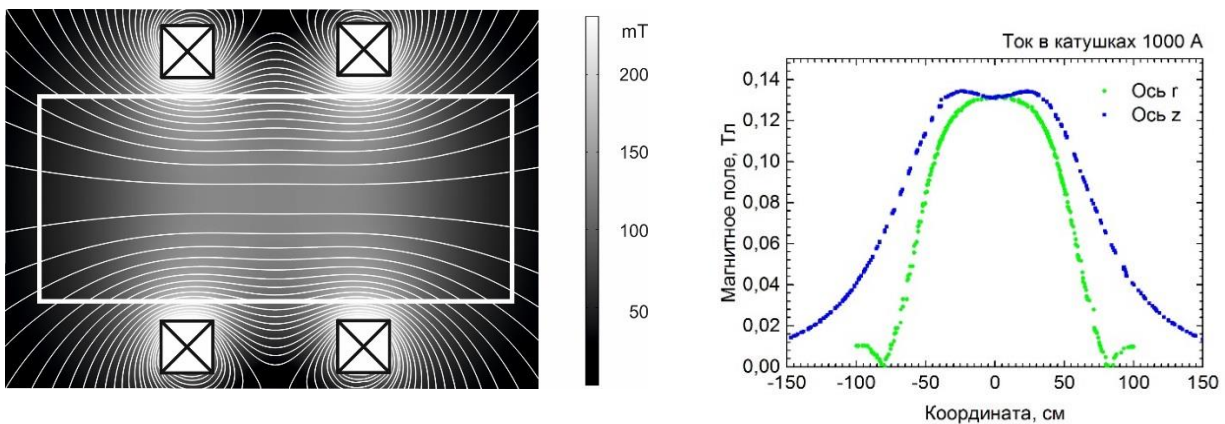 mT
200
150
100
50
Ток в катушках 1000 А
Ось r
Ось z
Магнитное поле, Тл
0,14
0,12
0,10
0,08
0,06
0,04
0,02
0,00
-150 -100 -50 0 50 100 150
Координата, см